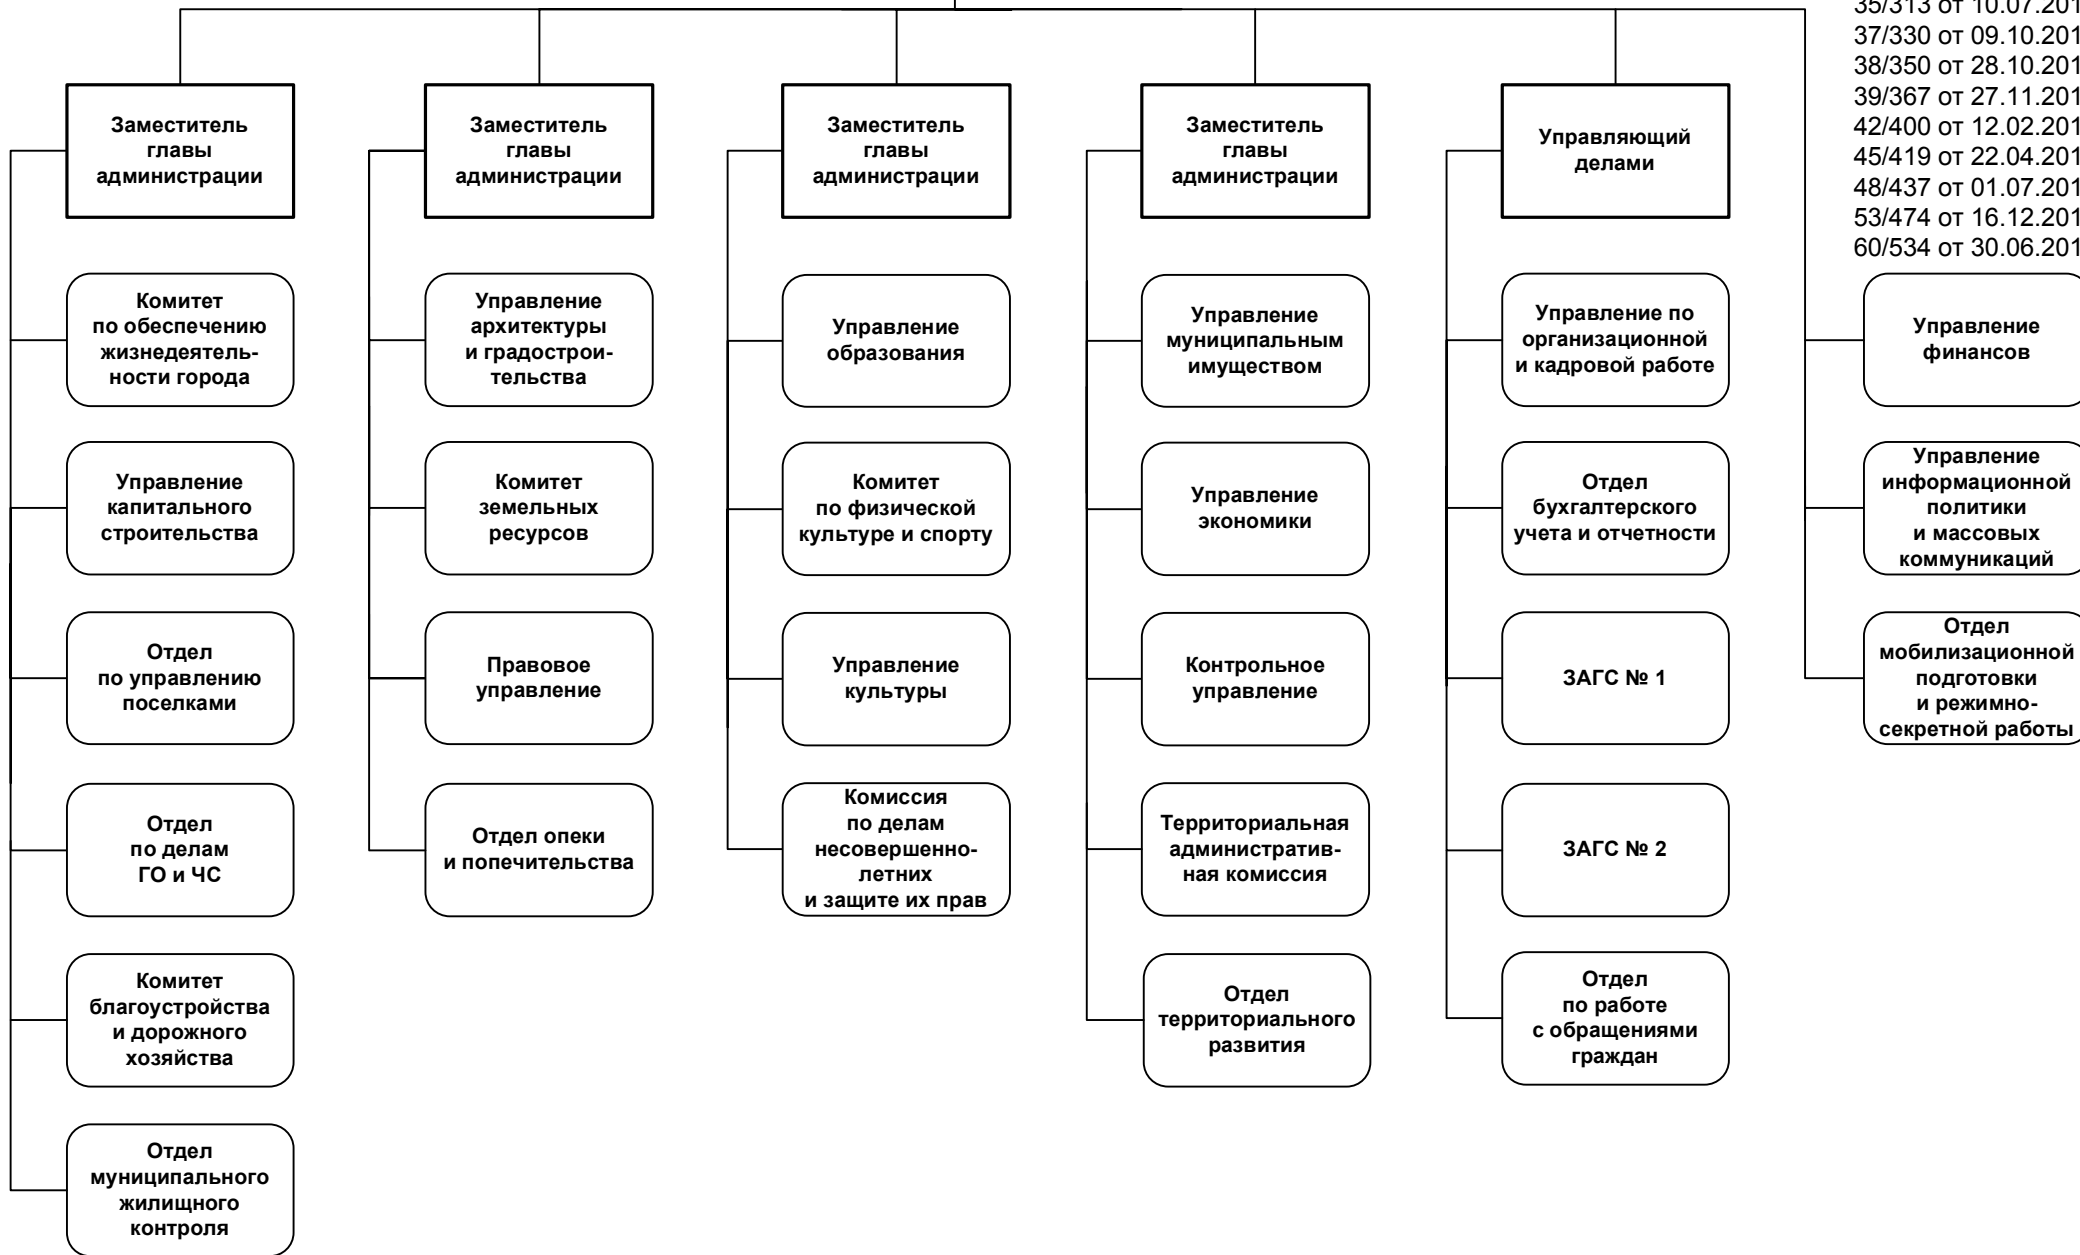 35/313 от 10.07.201
37/330 от 09.10.201
38/350 от 28.10.201
39/367 от 27.11.201
42/400 от 12.02.201
45/419 от 22.04.201
48/437 от 01.07.201
53/474 от 16.12.201
60/534 от 30.06.201
Заместитель
главы
администрации
Комитет
по обеспечению
жизнедеятель-
ности города
Управление
капитального
строительства
Отдел
по управлению
поселками
Отдел
по делам
ГО и ЧС
Комитет
благоустройства
и дорожного
хозяйства
Отдел
муниципального
жилищного
контроля
Заместитель
главы
администрации
Управление
архитектуры
и градострои-
тельства
Комитет
земельных
ресурсов
Правовое
управление
Отдел опеки
и попечительства
Заместитель
главы
администрации
Управление
образования
Комитет
по физической
культуре и спорту
Управление
культуры
Комиссия
по делам
несовершенно-
летних
и защите их прав
Заместитель
главы
администрации
Управление
муниципальным
имуществом
Управление
экономики
Контрольное
управление
Территориальная
административ-
ная комиссия
Отдел
территориального
развития
Управляющий
делами
Управление по
организационной
и кадровой работе
Отдел
бухгалтерского
учета и отчетности
ЗАГС № 1
ЗАГС № 2
Отдел
по работе
с обращениями
граждан
Управление
финансов
Управление
информационной
политики
и массовых
коммуникаций
Отдел
мобилизационной
подготовки
и режимно-
секретной работы